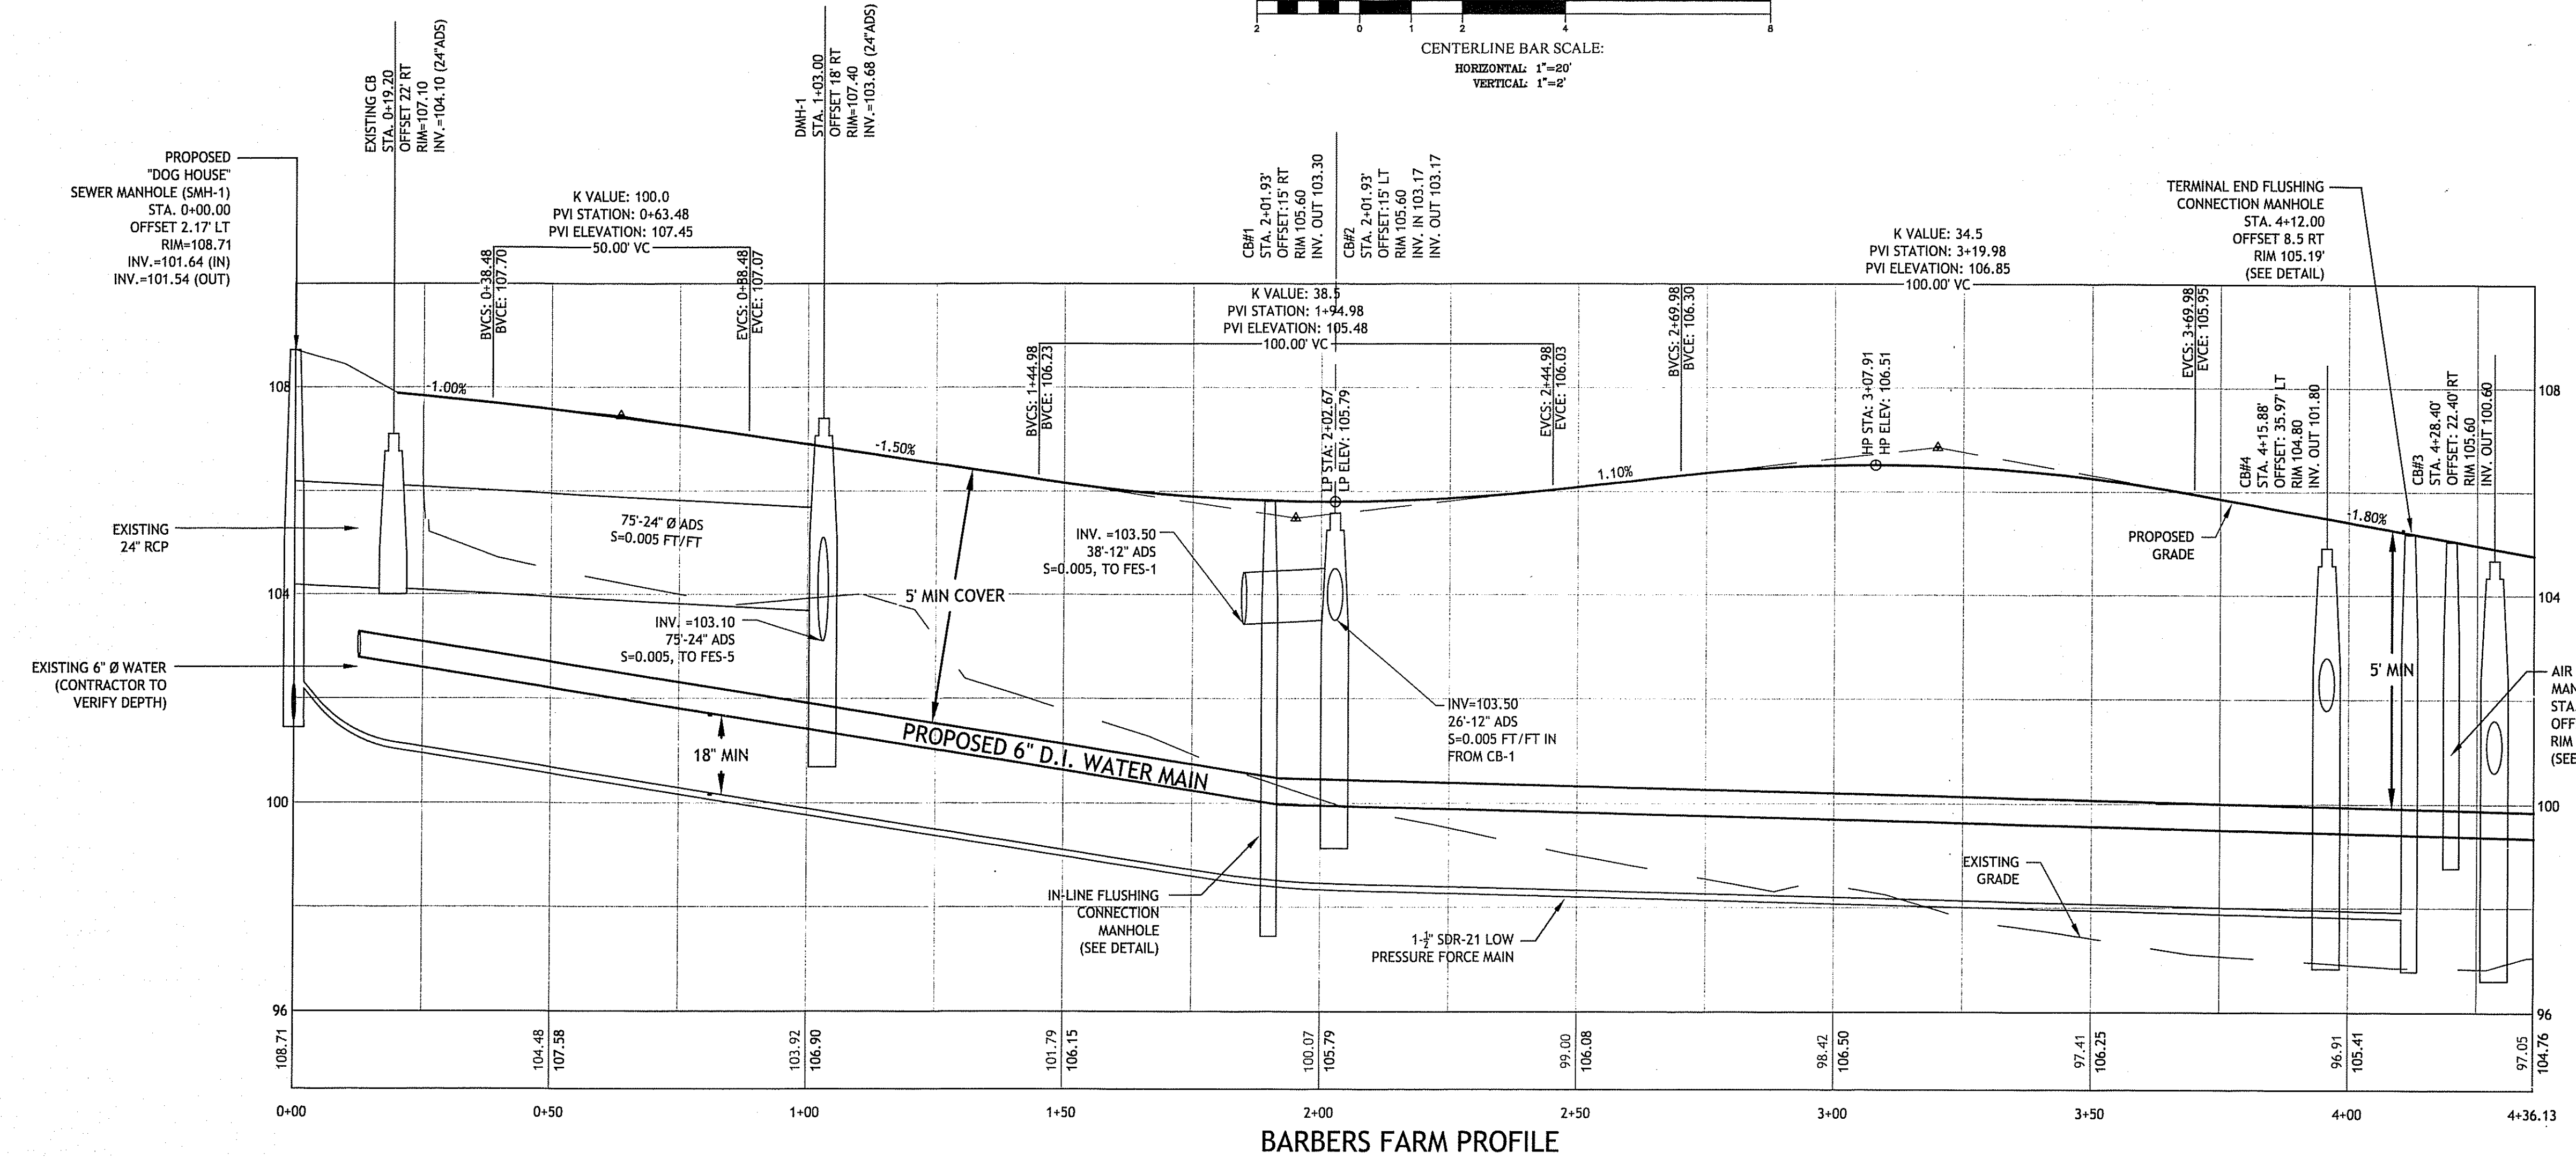 2 0 1 2 4 8
CENTERLINE BAR SCALE:
HORIZONTAL: 1"=20'
VERTICAL: 1"=2'
PROPOSED
"DOG HOUSE"
SEWER MANHOLE (SMH-1)
STA. 0+00.00
OFFSET 2.17' LT
RIM=108.71
INV.=101.64 (IN)
INV.=101.54 (OUT)
EXISTING CB
STA. 0+19.20
OFFSET 22' RT
RIM=107.10
INV.=104.10 (24"ADS)
K VALUE: 100.0
PVI STATION: 0+63.48
PVI ELEVATION: 107.45
50.00' VC
BVCS: 0+38.48
BVCE: 107.70
EVCS: 0+88.48
EVCE: 107.07
DMH-1
STA. 1+03.00
OFFSET 18' RT
RIM=107.40
INV.=103.68 (24"ADS)
CB#1
STA. 2+01.93'
OFFSET:15' RT
RIM 105.60
INV. OUT 103.30
CB#2
STA. 2+01.93'
OFFSET:15' LT
RIM 105.60
INV. IN 103.17
INV. OUT 103.17
K VALUE: 38.5
PVI STATION: 1+94.98
PVI ELEVATION: 105.48
100.00' VC
BVCS: 1+44.98
BVCE: 106.23
EVCS: 2+44.98
EVCE: 106.03
LP STA: 2+02.67
LP ELEV: 105.79
K VALUE: 34.5
PVI STATION: 3+19.98
PVI ELEVATION: 106.85
100.00' VC
BVCS: 2+69.98
BVCE: 106.30
EVCS: 3+69.98
EVCE: 105.95
HP STA: 3+07.91
HP ELEV: 106.51
TERMINAL END FLUSHING
CONNECTION MANHOLE
STA. 4+12.00
OFFSET 8.5 RT
RIM 105.19'
(SEE DETAIL)
CB#4
STA. 4+15.88'
OFFSET: 35.97' LT
RIM 104.80
INV. OUT 101.80
CB#3
STA. 4+28.40'
OFFSET: 22.40' RT
RIM 105.60
INV. OUT 100.60
108
-1.00%
-1.50%
1.10%
-1.80%
108
EXISTING
24" RCP
75'-24" Ø ADS
S=0.005 FT/FT
INV. =103.50
38'-12" ADS
S=0.005, TO FES-1
PROPOSED
GRADE
104
5' MIN COVER
104
INV. =103.10
75'-24" ADS
S=0.005, TO FES-5
EXISTING 6" Ø WATER
(CONTRACTOR TO
VERIFY DEPTH)
5' MIN
AIR
MAN
STA.
OFF
RIM
(SEE
INV=103.50
26'-12" ADS
S=0.005 FT/FT IN
FROM CB-1
PROPOSED 6" D.I. WATER MAIN
18" MIN
100
100
EXISTING
GRADE
IN-LINE FLUSHING
CONNECTION
MANHOLE
(SEE DETAIL)
1-½" SDR-21 LOW
PRESSURE FORCE MAIN
96
96
108.71
104.48
107.58
103.92
106.90
101.79
106.15
100.07
105.79
99.00
106.08
98.42
106.50
97.41
106.25
96.91
105.41
97.05
104.76
0+00 0+50 1+00 1+50 2+00 2+50 3+00 3+50 4+00 4+36.13
BARBERS FARM PROFILE